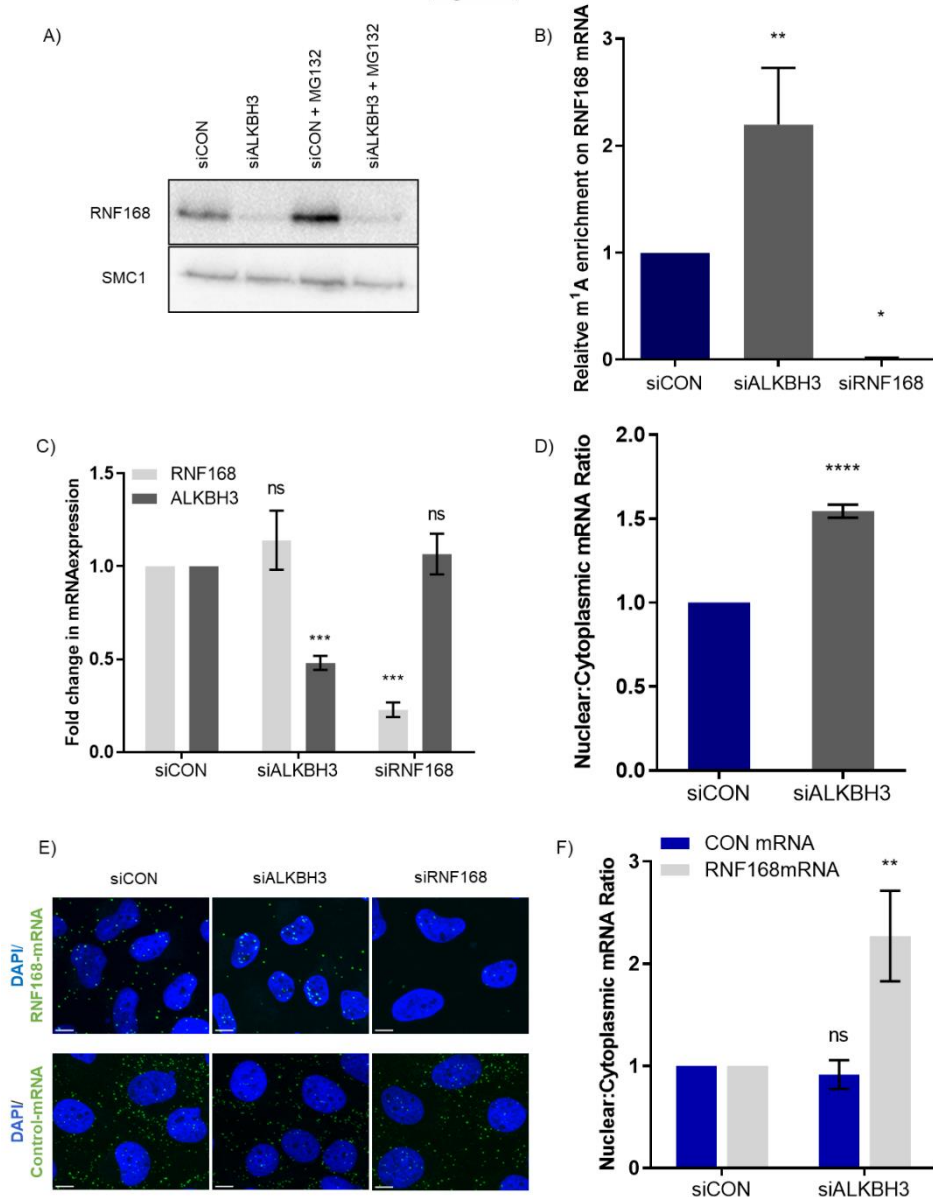 A)
siCON
siALKBH3
siCON + MG132
siALKBH3 + MG132
RNF168
SMC1
B)
Relaitve m¹A enrichment on RNF168 mRNA
3
2
1
0
**
*
siCON
siALKBH3
siRNF168
C)
RNF168
ALKBH3
Fold change in mRNAexpression
1.5
1.0
0.5
0.0
ns
***
***
ns
siCON
siALKBH3
siRNF168
D)
Nuclear:Cytoplasmic mRNA Ratio
2.0
1.5
1.0
0.5
0.0
****
siCON
siALKBH3
E)
siCON
siALKBH3
siRNF168
DAPI/
RNF168-mRNA
DAPI/
Control-mRNA
F)
CON mRNA
RNF168mRNA
Nuclear:Cytoplasmic mRNA Ratio
3
2
1
0
ns
**
siCON
siALKBH3